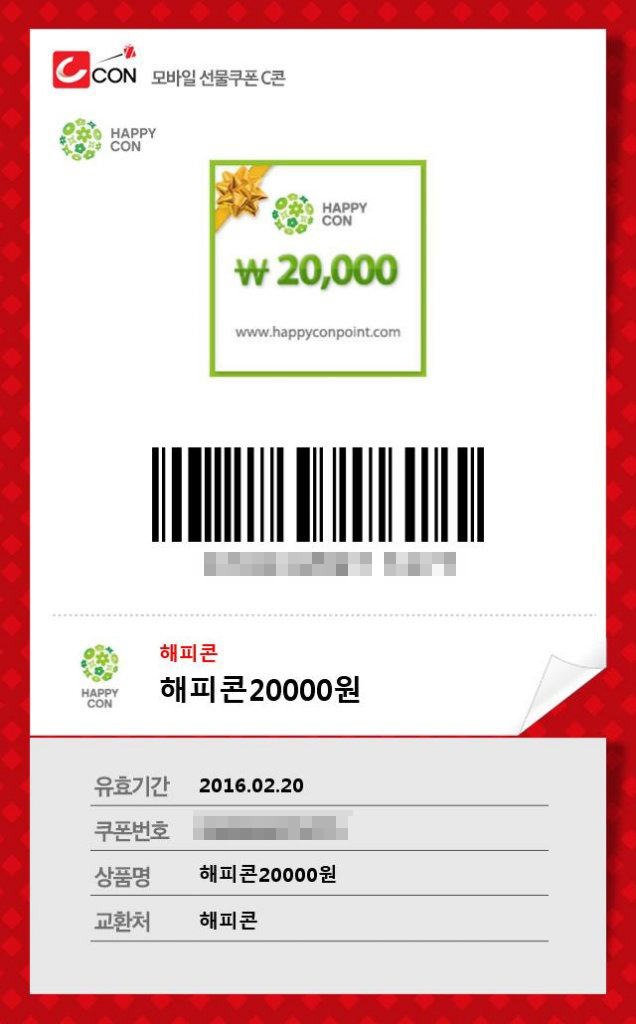 CON 모바일 선물쿠폰 C콘
HAPPY
CON
HAPPY
CON
₩ 20,000
www.happyconpoint.com
해피콘
해피콘20000원
HAPPY
CON
유효기간 2016.02.20
쿠폰번호
상품명 해피콘20000원
교환처 해피콘